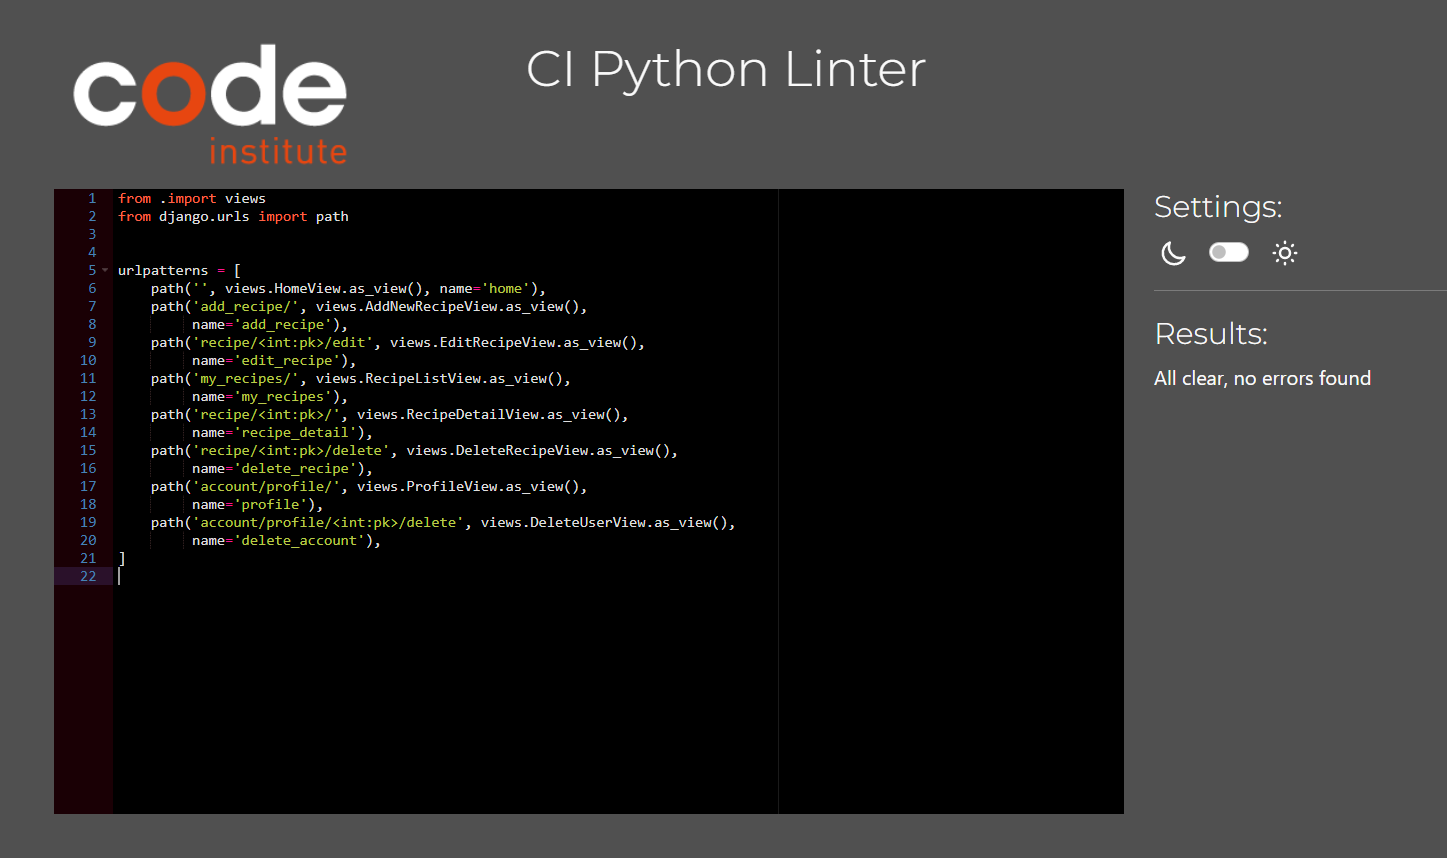 code
institute
CI Python Linter
1 from .import views
2 from django.urls import path
3
4
5 urlpatterns = [
6     path('', views.HomeView.as_view(), name='home'),
7     path('add_recipe/', views.AddNewRecipeView.as_view(),
8          name='add_recipe'),
9     path('recipe/<int:pk>/edit', views.EditRecipeView.as_view(),
10          name='edit_recipe'),
11     path('my_recipes/', views.RecipeListView.as_view(),
12          name='my_recipes'),
13     path('recipe/<int:pk>/', views.RecipeDetailView.as_view(),
14          name='recipe_detail'),
15     path('recipe/<int:pk>/delete', views.DeleteRecipeView.as_view(),
16          name='delete_recipe'),
17     path('account/profile/', views.ProfileView.as_view(),
18          name='profile'),
19     path('account/profile/<int:pk>/delete', views.DeleteUserView.as_view(),
20          name='delete_account'),
21 ]
22
Settings:
Results:
All clear, no errors found